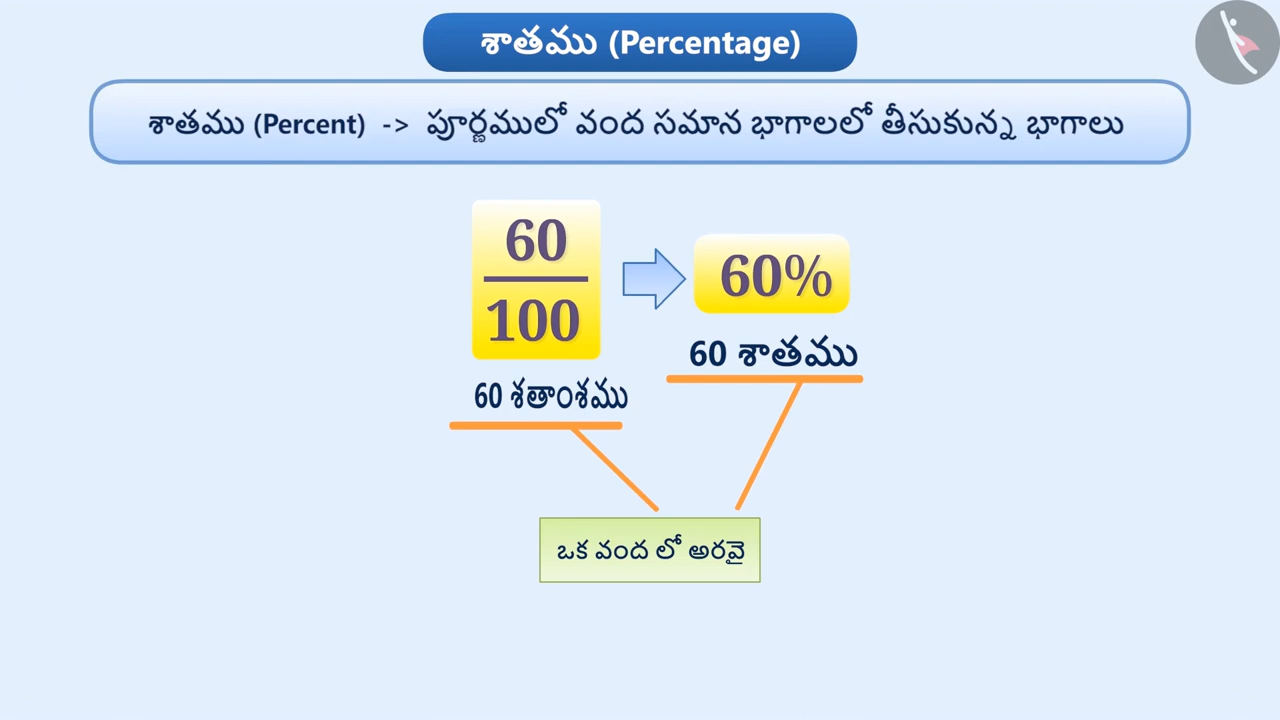 శాతము (Percentage)
శాతము (Percent) -> పూర్ణములో వంద సమాన భాగాలలో తీసుకున్న భాగాలు
60
100
60%
60 శాతము
60 శతాంశము
ఒక వంద లో అరవై